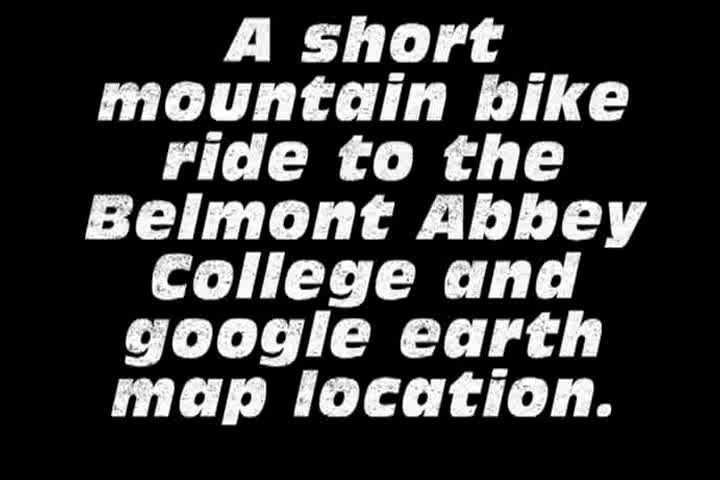 A short
mountain bike
ride to the
Belmont Abbey
College and
google earth
map location.